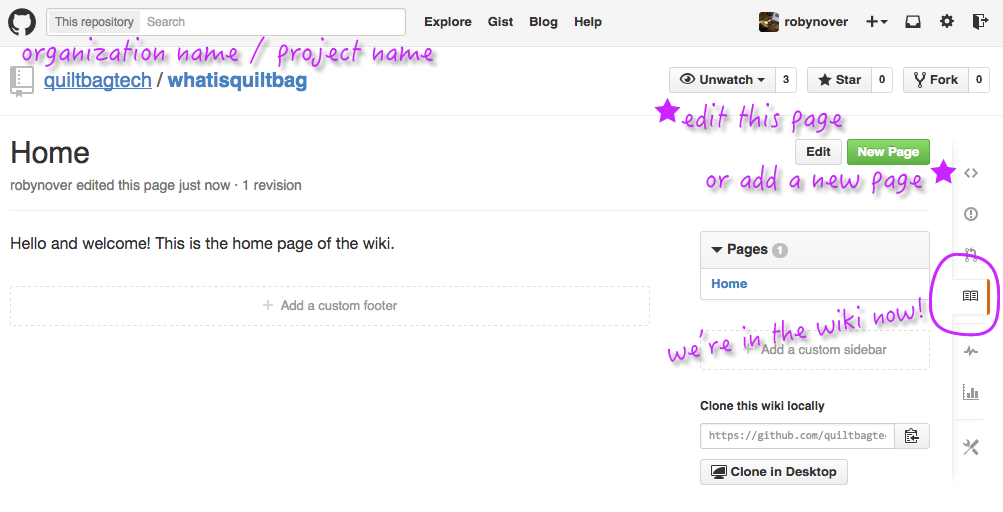 This repository Search Explore Gist Blog Help robynover
organization name / project name
quiltbagtech / whatisquiltbag Unwatch 3 Star 0 Fork 0
edit this page
Home Edit New Page
robynover edited this page just now · 1 revision
or add a new page
Hello and welcome! This is the home page of the wiki.
Pages 1
Home
+ Add a custom footer
we're in the wiki now!
+ Add a custom sidebar
Clone this wiki locally
https://github.com/quiltbagtec
Clone in Desktop